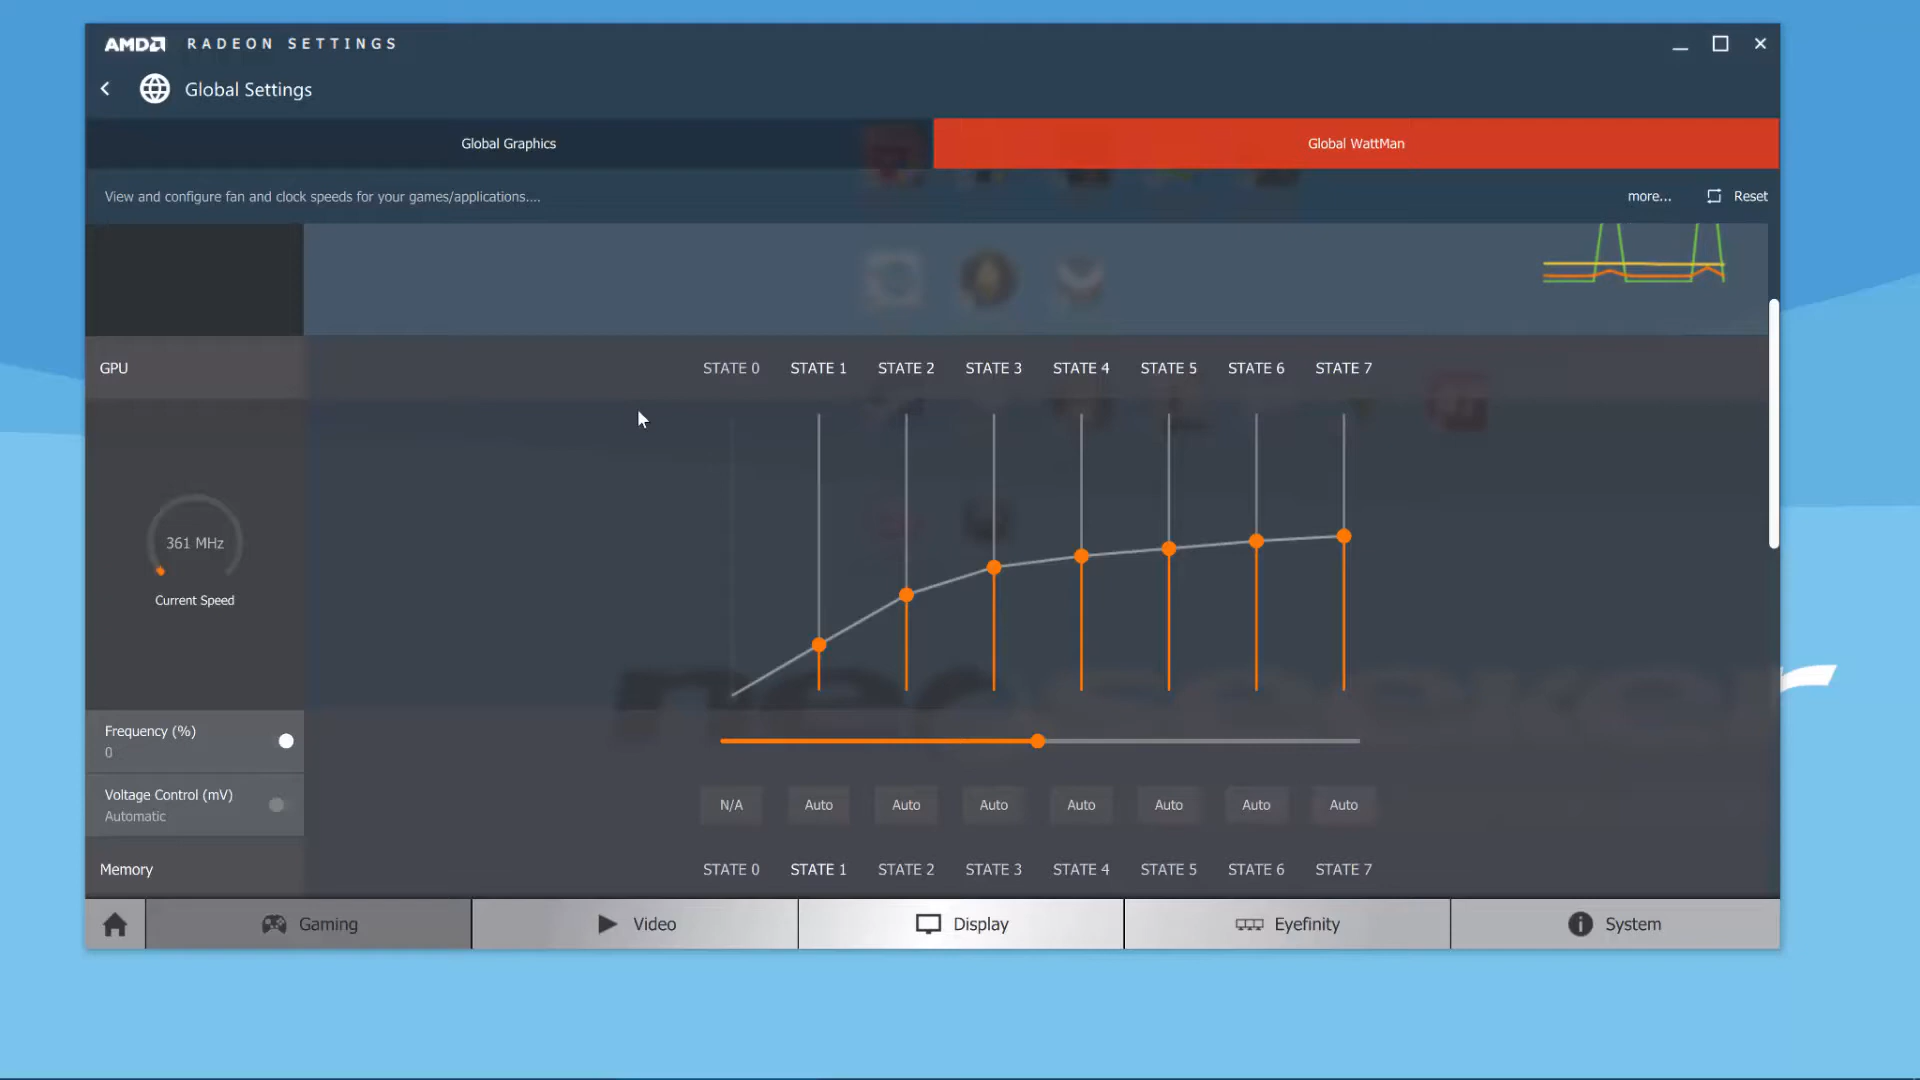 AMD RADEON SETTINGS
Global Settings
Global Graphics
Global WattMan
View and configure fan and clock speeds for your games/applications....
more...
Reset
GPU
STATE 0 STATE 1 STATE 2 STATE 3 STATE 4 STATE 5 STATE 6 STATE 7
361 MHz
Current Speed
Frequency (%)
0
Voltage Control (mV)
Automatic
N/A Auto Auto Auto Auto Auto Auto Auto
Memory
STATE 0 STATE 1 STATE 2 STATE 3 STATE 4 STATE 5 STATE 6 STATE 7
Gaming
Video
Display
Eyefinity
System